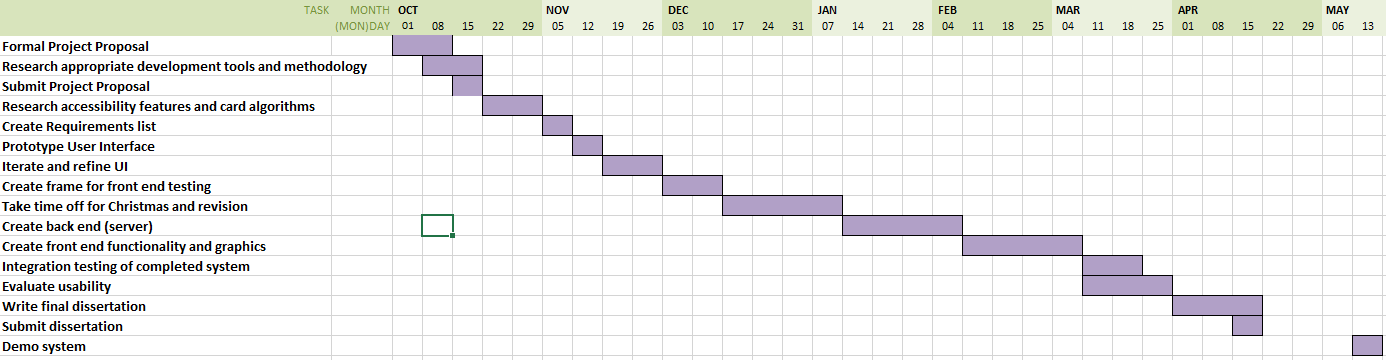 TASK MONTH OCT NOV DEC JAN FEB MAR APR MAY
(MON)DAY 01 08 15 22 29 05 12 19 26 03 10 17 24 31 07 14 21 28 04 11 18 25 04 11 18 25 01 08 15 22 29 06 13
Formal Project Proposal
Research appropriate development tools and methodology
Submit Project Proposal
Research accessibility features and card algorithms
Create Requirements list
Prototype User Interface
Iterate and refine UI
Create frame for front end testing
Take time off for Christmas and revision
Create back end (server)
Create front end functionality and graphics
Integration testing of completed system
Evaluate usability
Write final dissertation
Submit dissertation
Demo system